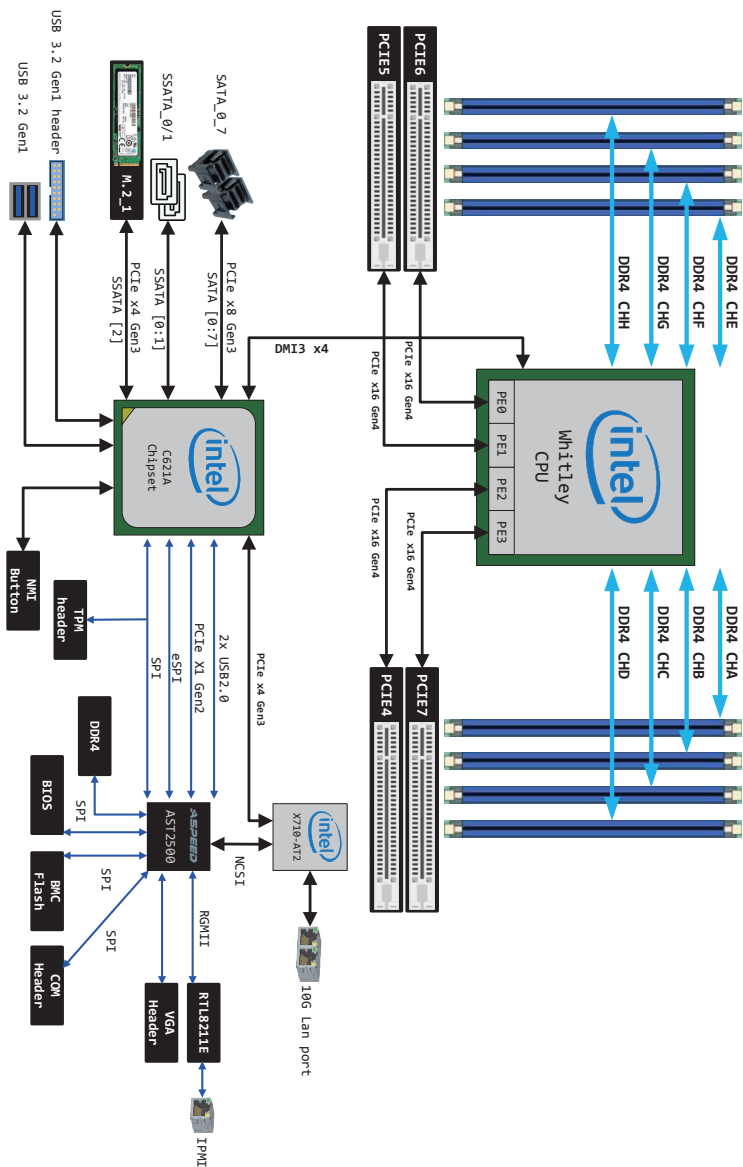 DDR4 CHE
DDR4 CHF
DDR4 CHG
DDR4 CHH
DDR4 CHA
DDR4 CHB
DDR4 CHC
DDR4 CHD
intel
Whitley
CPU
PE0
PE1
PE2
PE3
PCIE6
PCIE5
PCIE7
PCIE4
PCIe x16 Gen4
PCIe x16 Gen4
PCIe x16 Gen4
PCIe x16 Gen4
DMI3 x4
SATA_0_7
SSATA_0/1
M.2_1
USB 3.2 Gen1 header
USB 3.2 Gen1
PCIe x8 Gen3
SATA [0:7]
SSATA [0:1]
PCIe x4 Gen3
SSATA [2]
intel
C621A
Chipset
NMI
Button
TPM
header
PCIe x4 Gen3
2x USB2.0
PCIe X1 Gen2
eSPI
SPI
intel
X710-AT2
10G Lan port
NCSI
ASPEED
AST2500
DDR4
BIOS
SPI
BMC
Flash
SPI
COM
Header
SPI
VGA
Header
RGMII
RTL8211E
IPMI